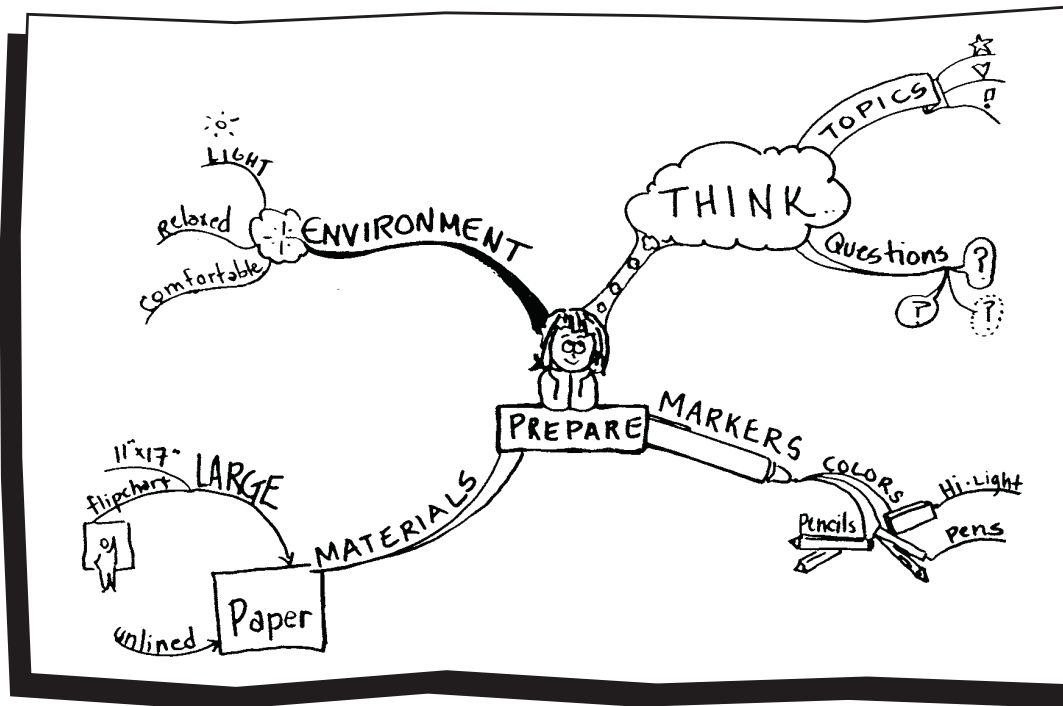 TOPICS
!
THINK...
Questions
?
?
?
LIGHT
Relaxed
comfortable
ENVIRONMENT
PREPARE
MARKERS
COLORS
Hi-Light
Pencils
Pens
MATERIALS
LARGE
11"x17"
flipchart
Paper
unlined